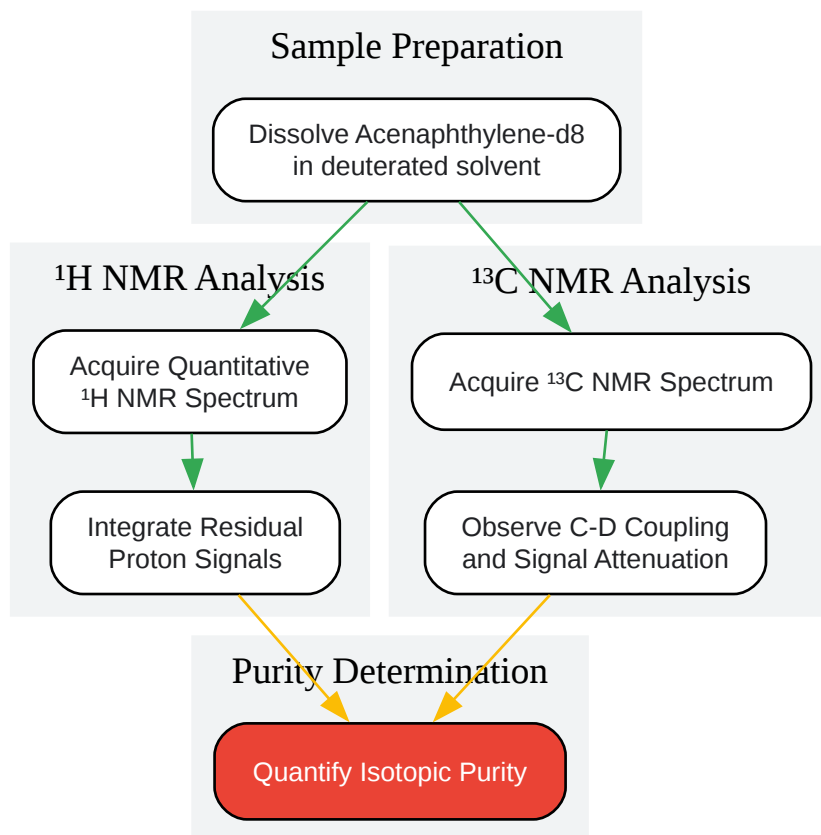 Sample Preparation
Dissolve Acenaphthylene-d8
in deuterated solvent
¹H NMR Analysis
Acquire Quantitative
¹H NMR Spectrum
Integrate Residual
Proton Signals
¹³C NMR Analysis
Acquire ¹³C NMR Spectrum
Observe C-D Coupling
and Signal Attenuation
Purity Determination
Quantify Isotopic Purity